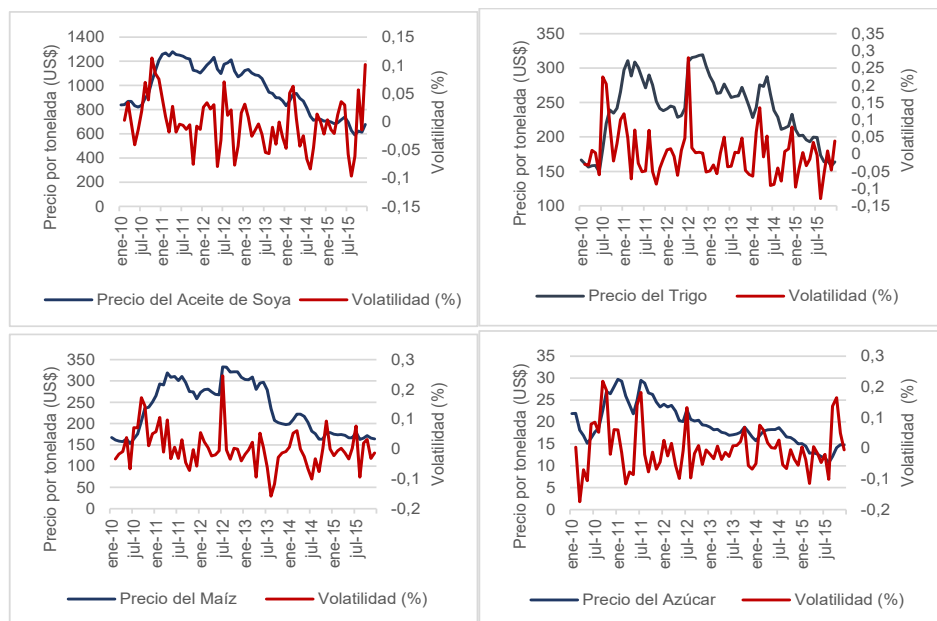 Precio por tonelada (US$)
1400
1200
1000
800
600
400
200
0
0,15
0,1
0,05
0
-0,05
-0,1
-0,15
Volatilidad (%)
ene-10
jul-10
ene-11
jul-11
ene-12
jul-12
ene-13
jul-13
ene-14
jul-14
ene-15
jul-15
Precio del Aceite de Soya
Volatilidad (%)
Precio por tonelada (US$)
350
300
250
200
150
100
0,35
0,3
0,25
0,2
0,15
0,1
0,05
0
-0,05
-0,1
-0,15
Volatilidad (%)
ene-10
jul-10
ene-11
jul-11
ene-12
jul-12
ene-13
jul-13
ene-14
jul-14
ene-15
jul-15
Precio del Trigo
Volatilidad (%)
Precio por tonelada (US$)
350
300
250
200
150
100
50
0
0,3
0,2
0,1
0
-0,1
-0,2
Volatilidad (%)
ene-10
jul-10
ene-11
jul-11
ene-12
jul-12
ene-13
jul-13
ene-14
jul-14
ene-15
jul-15
Precio del Maíz
Volatilidad (%)
Precio por tonelada (US$)
35
30
25
20
15
10
5
0
0,3
0,2
0,1
0
-0,1
-0,2
Volatilidad (%)
ene-10
jul-10
ene-11
jul-11
ene-12
jul-12
ene-13
jul-13
ene-14
jul-14
ene-15
jul-15
Precio del Azúcar
Volatilidad (%)